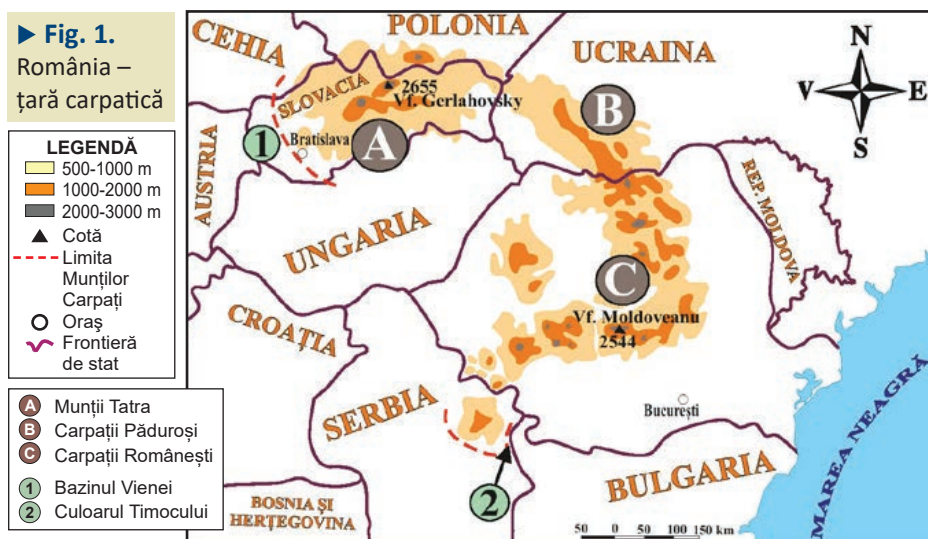 ▶ Fig. 1.
România –
țară carpatică
LEGENDĂ
500-1000 m
1000-2000 m
2000-3000 m
Cotă
Limita
Munților
Carpați
Oraş
Frontieră
de stat
A Munții Tatra
B Carpații Păduroși
C Carpații Românești
1 Bazinul Vienei
2 Culoarul Timocului
CEHIA
POLONIA
UCRAINA
SLOVACIA
2655
Vf. Gerlahovsky
Bratislava
1
A
B
AUSTRIA
UNGARIA
REP. MOLDOVA
C
Vf. Moldoveanu
2544
CROAȚIA
SERBIA
București
2
BULGARIA
BOSNIA ȘI
HERȚEGOVINA
MAREA NEAGRĂ
N
V
E
S
50 0 50 100 150 km